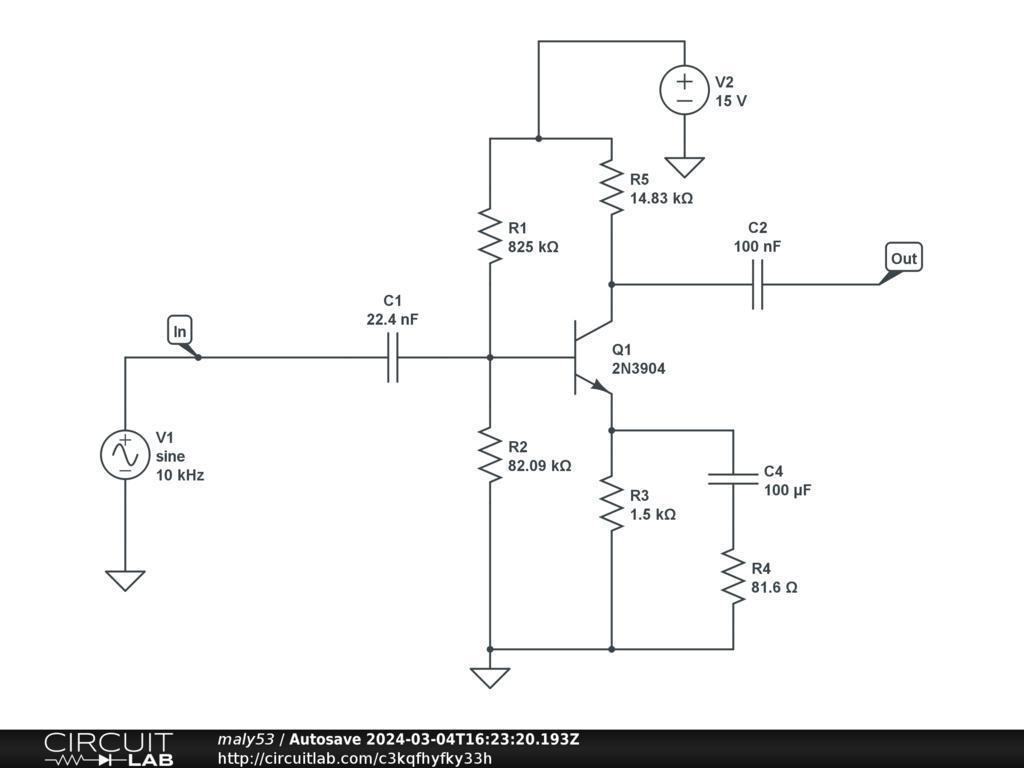 V2
15 V
R5
14.83 kΩ
R1
825 kΩ
C2
100 nF
Out
C1
22.4 nF
In
Q1
2N3904
V1
sine
10 kHz
R2
82.09 kΩ
R3
1.5 kΩ
C4
100 µF
R4
81.6 Ω
CIRCUIT
LAB
maly53 / Autosave 2024-03-04T16:23:20.193Z
http://circuitlab.com/c3kqfhyfky33h